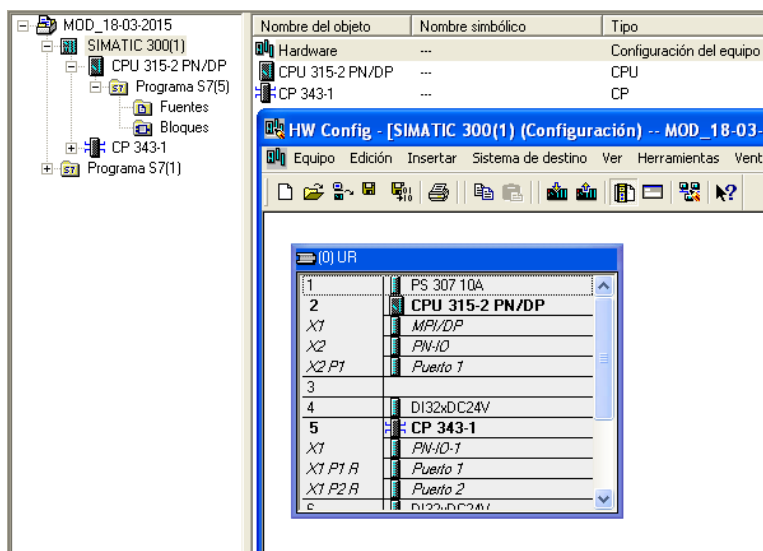 MOD_18-03-2015
SIMATIC 300(1)
CPU 315-2 PN/DP
Programa S7(5)
Fuentes
Bloques
CP 343-1
Programa S7(1)
Nombre del objeto Nombre simbólico Tipo
Hardware --- Configuración del equipo
CPU 315-2 PN/DP --- CPU
CP 343-1 --- CP
HW Config - [SIMATIC 300(1) (Configuración) -- MOD_18-03-
Equipo Edición Insertar Sistema de destino Ver Herramientas Vent
(0) UR
1 PS 307 10A
2 CPU 315-2 PN/DP
X1 MPI/DP
X2 PN-IO
X2 P1 Puerto 1
3
4 DI32xDC24V
5 CP 343-1
X1 PN-IO-1
X1 P1 R Puerto 1
X1 P2 R Puerto 2